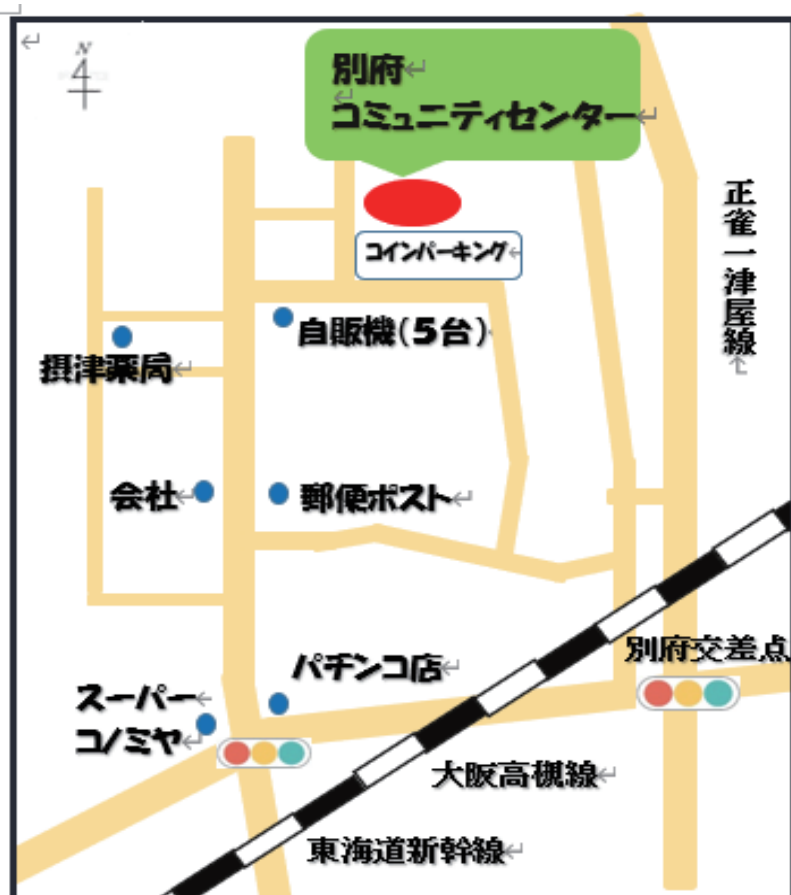 N
別府
コミュニティセンター
コインパーキング
正雀一津屋線
自販機(5台)
摂津薬局
会社
郵便ポスト
パチンコ店
別府交差点
スーパー
コノミヤ
大阪高槻線
東海道新幹線